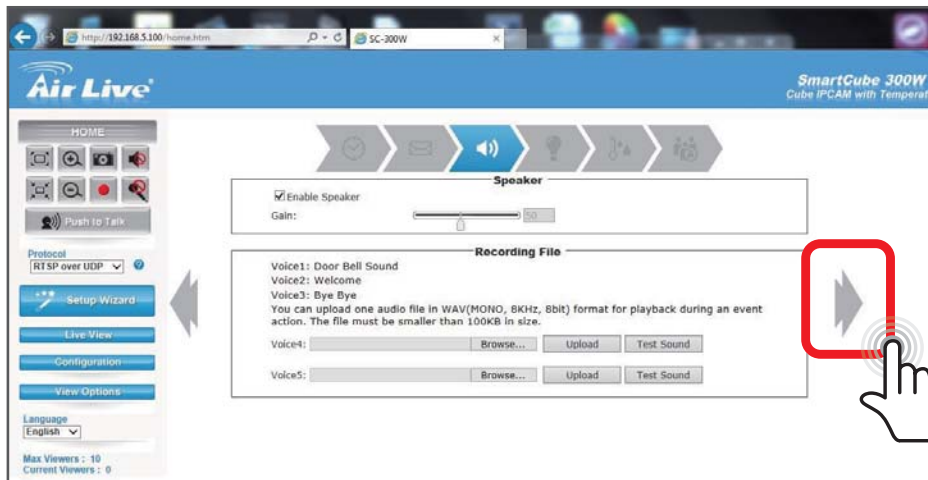 http://192.168.5.100/home.htm
SC-300W
Air Live
SmartCube 300W
Cube IPCAM with Temperat
HOME
Push to Talk
Protocol
RTSP over UDP
Setup Wizard
Live View
Configuration
View Options
Language
English
Max Viewers : 10
Current Viewers : 0
Speaker
Enable Speaker
Gain:
50
Recording File
Voice1: Door Bell Sound
Voice2: Welcome
Voice3: Bye Bye
You can upload one audio file in WAV(MONO, 8KHz, 8bit) format for playback during an event
action. The file must be smaller than 100KB in size.
Voice4: Browse... Upload Test Sound
Voice5: Browse... Upload Test Sound